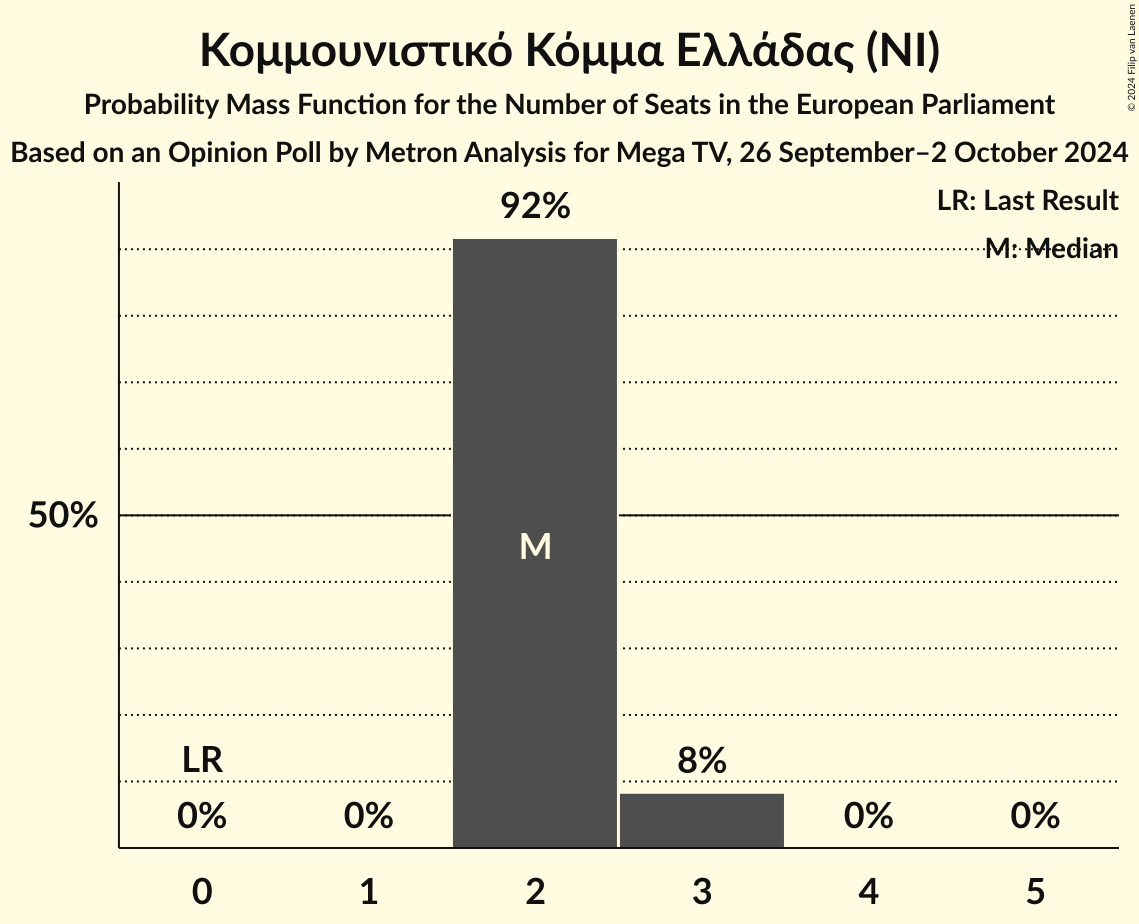 Κομμουνιστικό Κόμμα Ελλάδας (NI)
Probability Mass Function for the Number of Seats in the European Parliament
Based on an Opinion Poll by Metron Analysis for Mega TV, 26 September–2 October 2024
© 2024 Filip van Laenen
LR: Last Result
M: Median
92%
50%
M
LR
8%
0% 0% 0% 0%
0 1 2 3 4 5